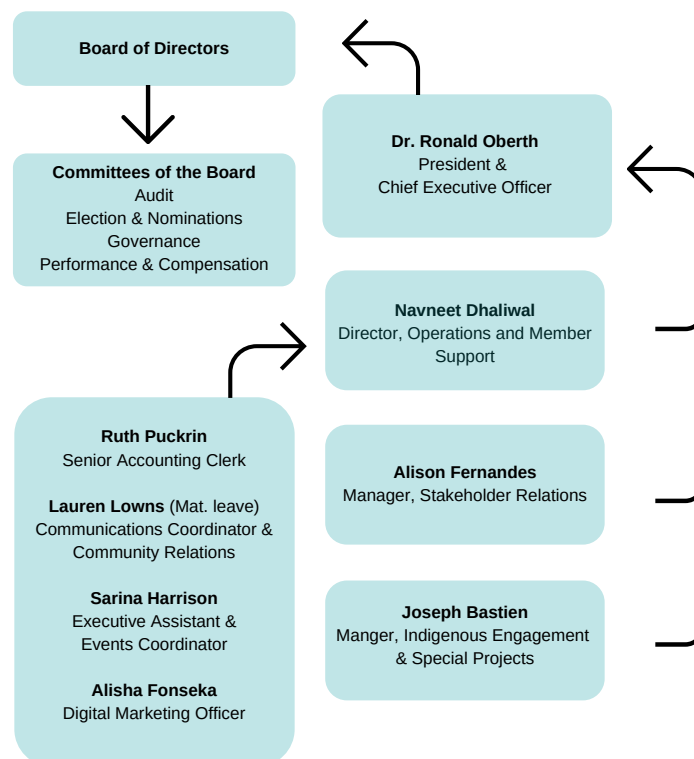 Board of Directors
Committees of the Board
Audit
Election & Nominations
Governance
Performance & Compensation
Dr. Ronald Oberth
President &
Chief Executive Officer
Navneet Dhaliwal
Director, Operations and Member
Support
Ruth Puckrin
Senior Accounting Clerk
Lauren Lowns (Mat. leave)
Communications Coordinator &
Community Relations
Sarina Harrison
Executive Assistant &
Events Coordinator
Alisha Fonseka
Digital Marketing Officer
Alison Fernandes
Manager, Stakeholder Relations
Joseph Bastien
Manger, Indigenous Engagement
& Special Projects